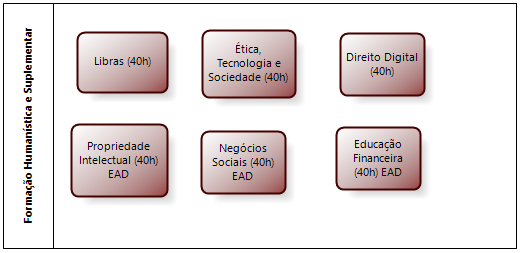 Formação Humanística e Suplementar
Libras (40h)
Ética,
Tecnologia e
Sociedade (40h)
Direito Digital
(40h)
Propriedade
Intelectual (40h)
EAD
Negócios
Sociais (40h)
EAD
Educação
Financeira
(40h) EAD